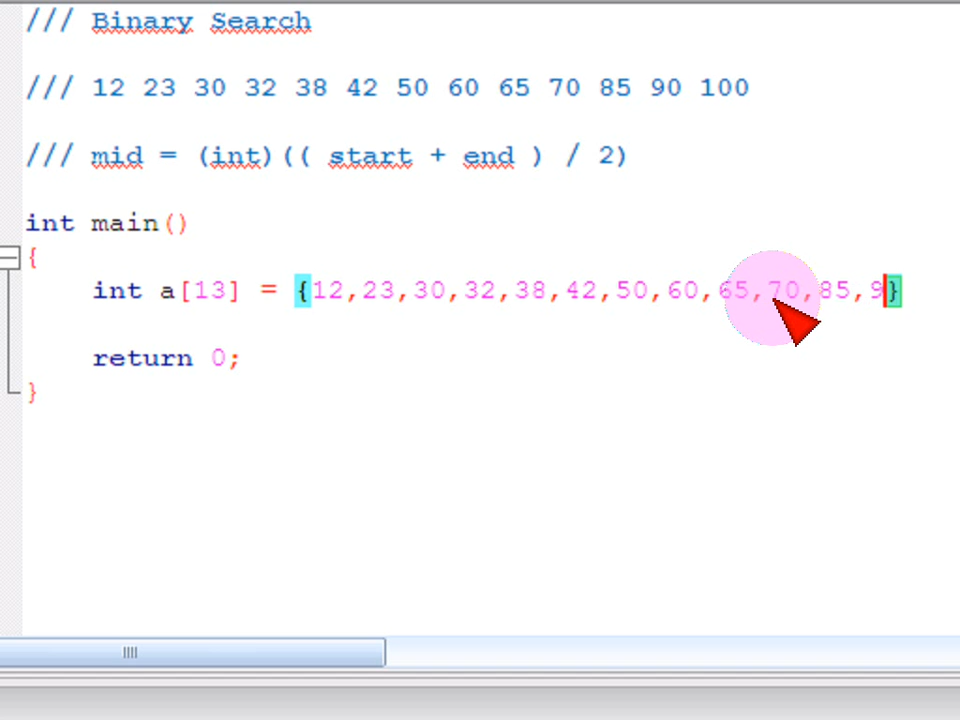 /// Binary Search
/// 12 23 30 32 38 42 50 60 65 70 85 90 100
/// mid = (int)(( start + end ) / 2)
int main()
{
int a[13] = {12,23,30,32,38,42,50,60,65,70,85,9}
return 0;
}